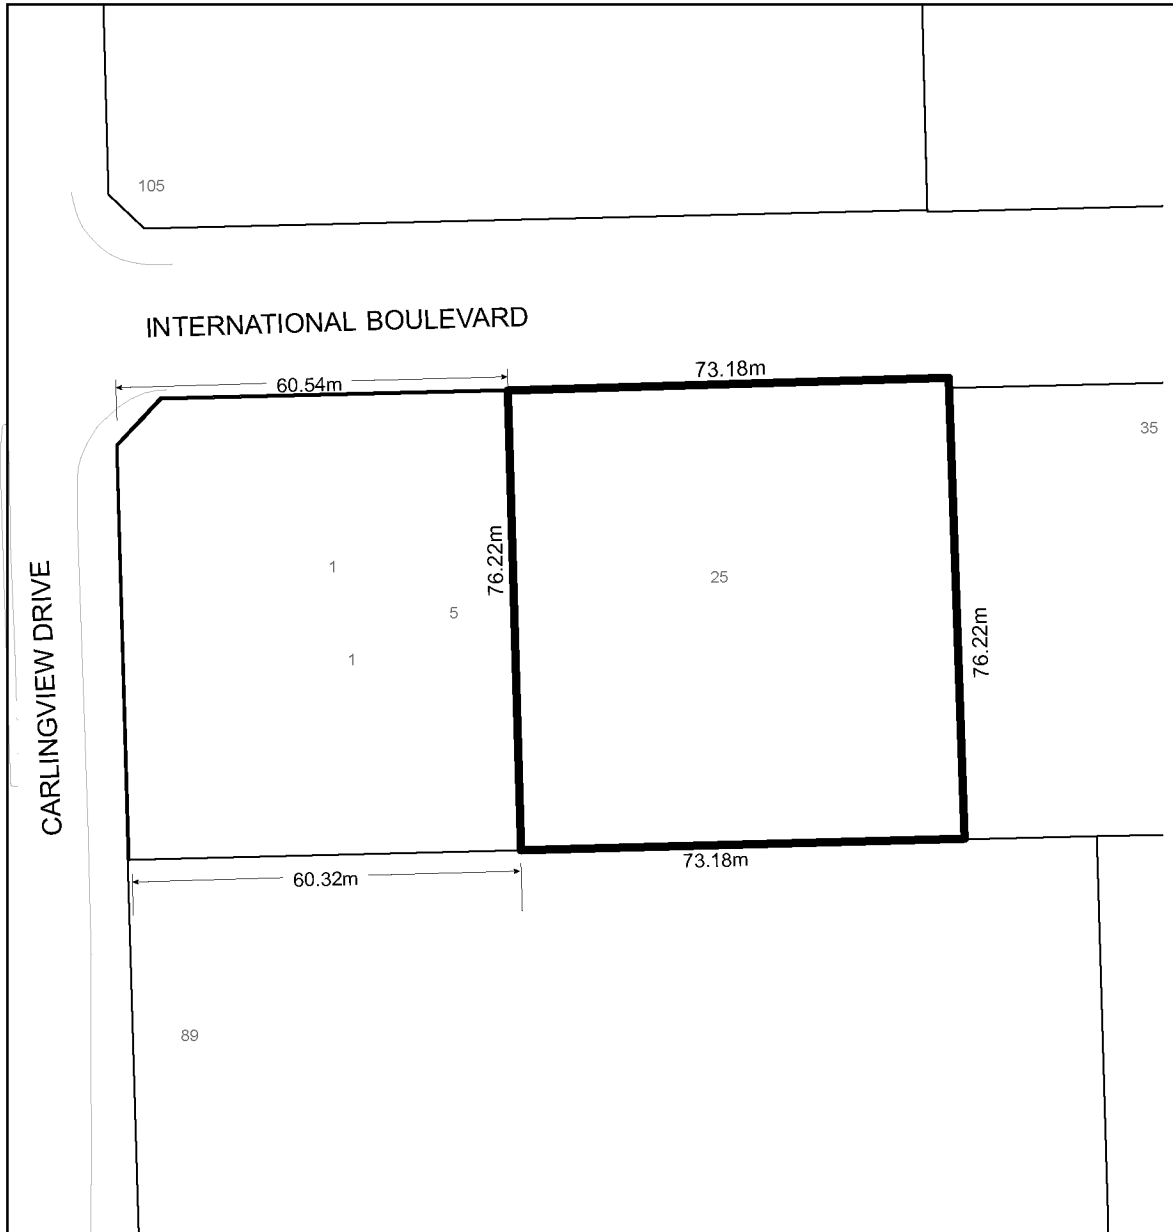 105
INTERNATIONAL BOULEVARD
60.54m
73.18m
35
76.22m
1
25
5
1
76.22m
CARLINGVIEW DRIVE
73.18m
60.32m
89